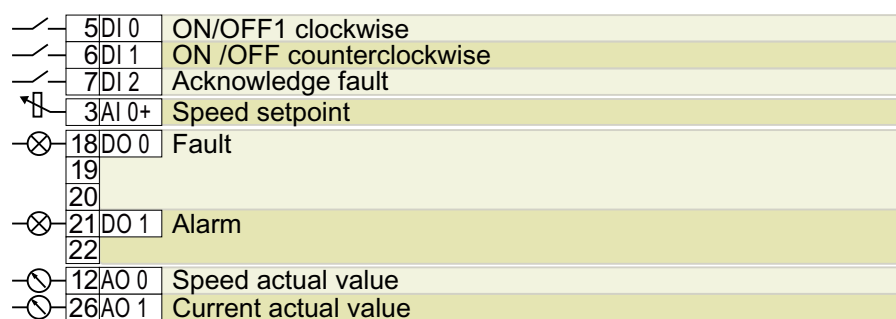 5 DI 0 ON/OFF1 clockwise
6 DI 1 ON /OFF counterclockwise
7 DI 2 Acknowledge fault
3 AI 0+ Speed setpoint
18 DO 0 Fault
19
20
21 DO 1 Alarm
22
12 AO 0 Speed actual value
26 AO 1 Current actual value